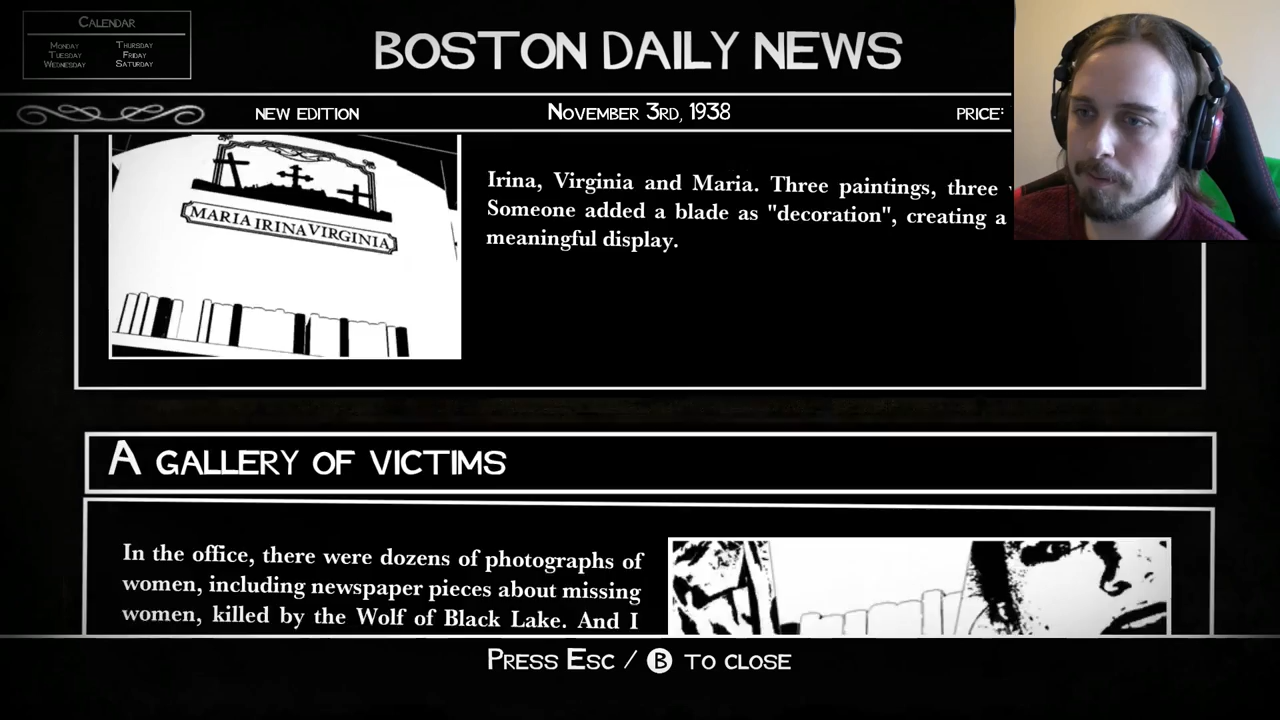 CALENDAR
MONDAY THURSDAY
TUESDAY FRIDAY
WEDNESDAY SATURDAY
BOSTON DAILY NEWS
NEW EDITION NOVEMBER 3RD, 1938 PRICE:
MARIA IRINA VIRGINIA
Irina, Virginia and Maria. Three paintings, three
Someone added a blade as "decoration", creating a
meaningful display.
A GALLERY OF VICTIMS
In the office, there were dozens of photographs of
women, including newspaper pieces about missing
women, killed by the Wolf of Black Lake. And I
PRESS ESC / B TO CLOSE